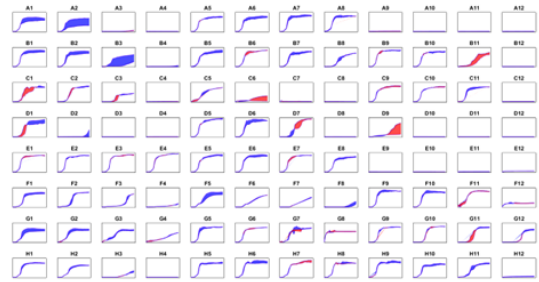 A1 A2 A3 A4 A5 A6 A7 A8 A9 A10 A11 A12
B1 B2 B3 B4 B5 B6 B7 B8 B9 B10 B11 B12
C1 C2 C3 C4 C5 C6 C7 C8 C9 C10 C11 C12
D1 D2 D3 D4 D5 D6 D7 D8 D9 D10 D11 D12
E1 E2 E3 E4 E5 E6 E7 E8 E9 E10 E11 E12
F1 F2 F3 F4 F5 F6 F7 F8 F9 F10 F11 F12
G1 G2 G3 G4 G5 G6 G7 G8 G9 G10 G11 G12
H1 H2 H3 H4 H5 H6 H7 H8 H9 H10 H11 H12